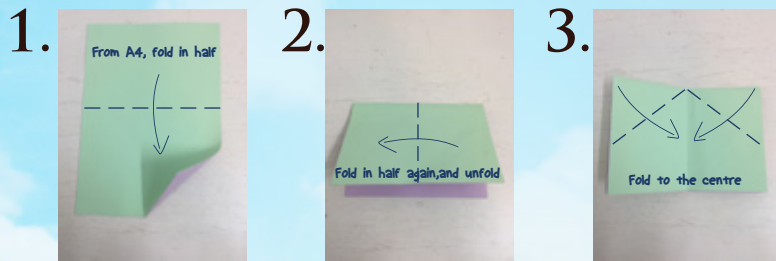 1.
From A4, fold in half
2.
Fold in half again,and unfold
3.
Fold to the centre